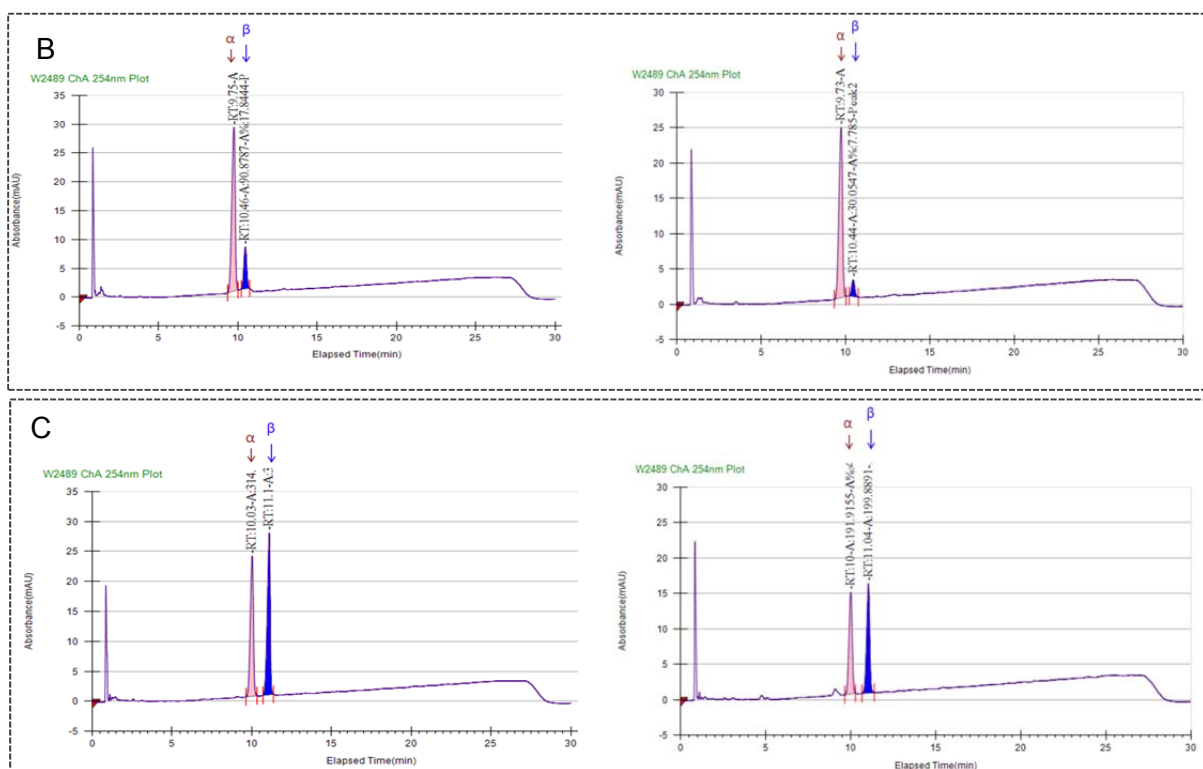 B
α
β
W2489 ChA 254nm Plot
35
30
25
20
15
10
5
0
-5
Absorbance(mAU)
-RT:9.75-A
-RT:10.46-A:90.8787-A%:17.8444-P
0
5
10
15
20
25
30
Elapsed Time(min)
α
β
W2489 ChA 254nm Plot
30
25
20
15
10
5
0
-5
Absorbance(mAU)
-RT:9.73-A
-RT:10.44-A:30.0547-A%:7.785-Peak2
0
5
10
15
20
25
30
Elapsed Time(min)
C
α
β
W2489 ChA 254nm Plot
35
30
25
20
15
10
5
0
-5
Absorbance(mAU)
-RT:10.03-A:314.
-RT:11.1-A:3
0
5
10
15
20
25
30
Elapsed Time(min)
α
β
W2489 ChA 254nm Plot
30
25
20
15
10
5
0
-5
Absorbance(mAU)
-RT:10-A:191.9155-A%:4
-RT:11.04-A:199.8891-.
0
5
10
15
20
25
30
Elapsed Time(min)